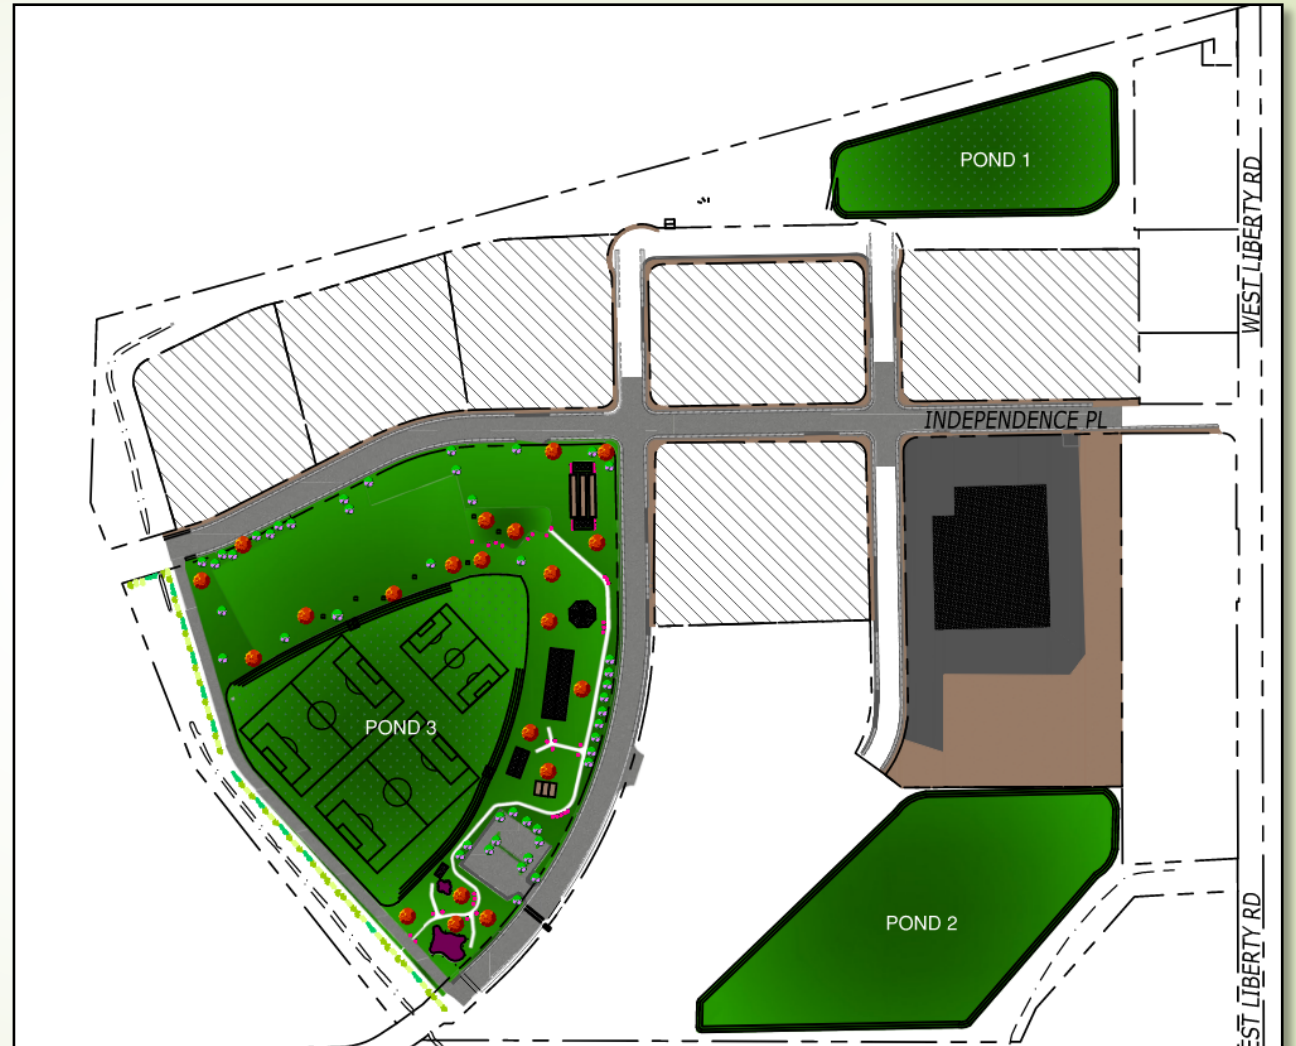 POND 1
WEST LIBERTY RD
INDEPENDENCE PL
POND 3
POND 2
EST LIBERTY RD